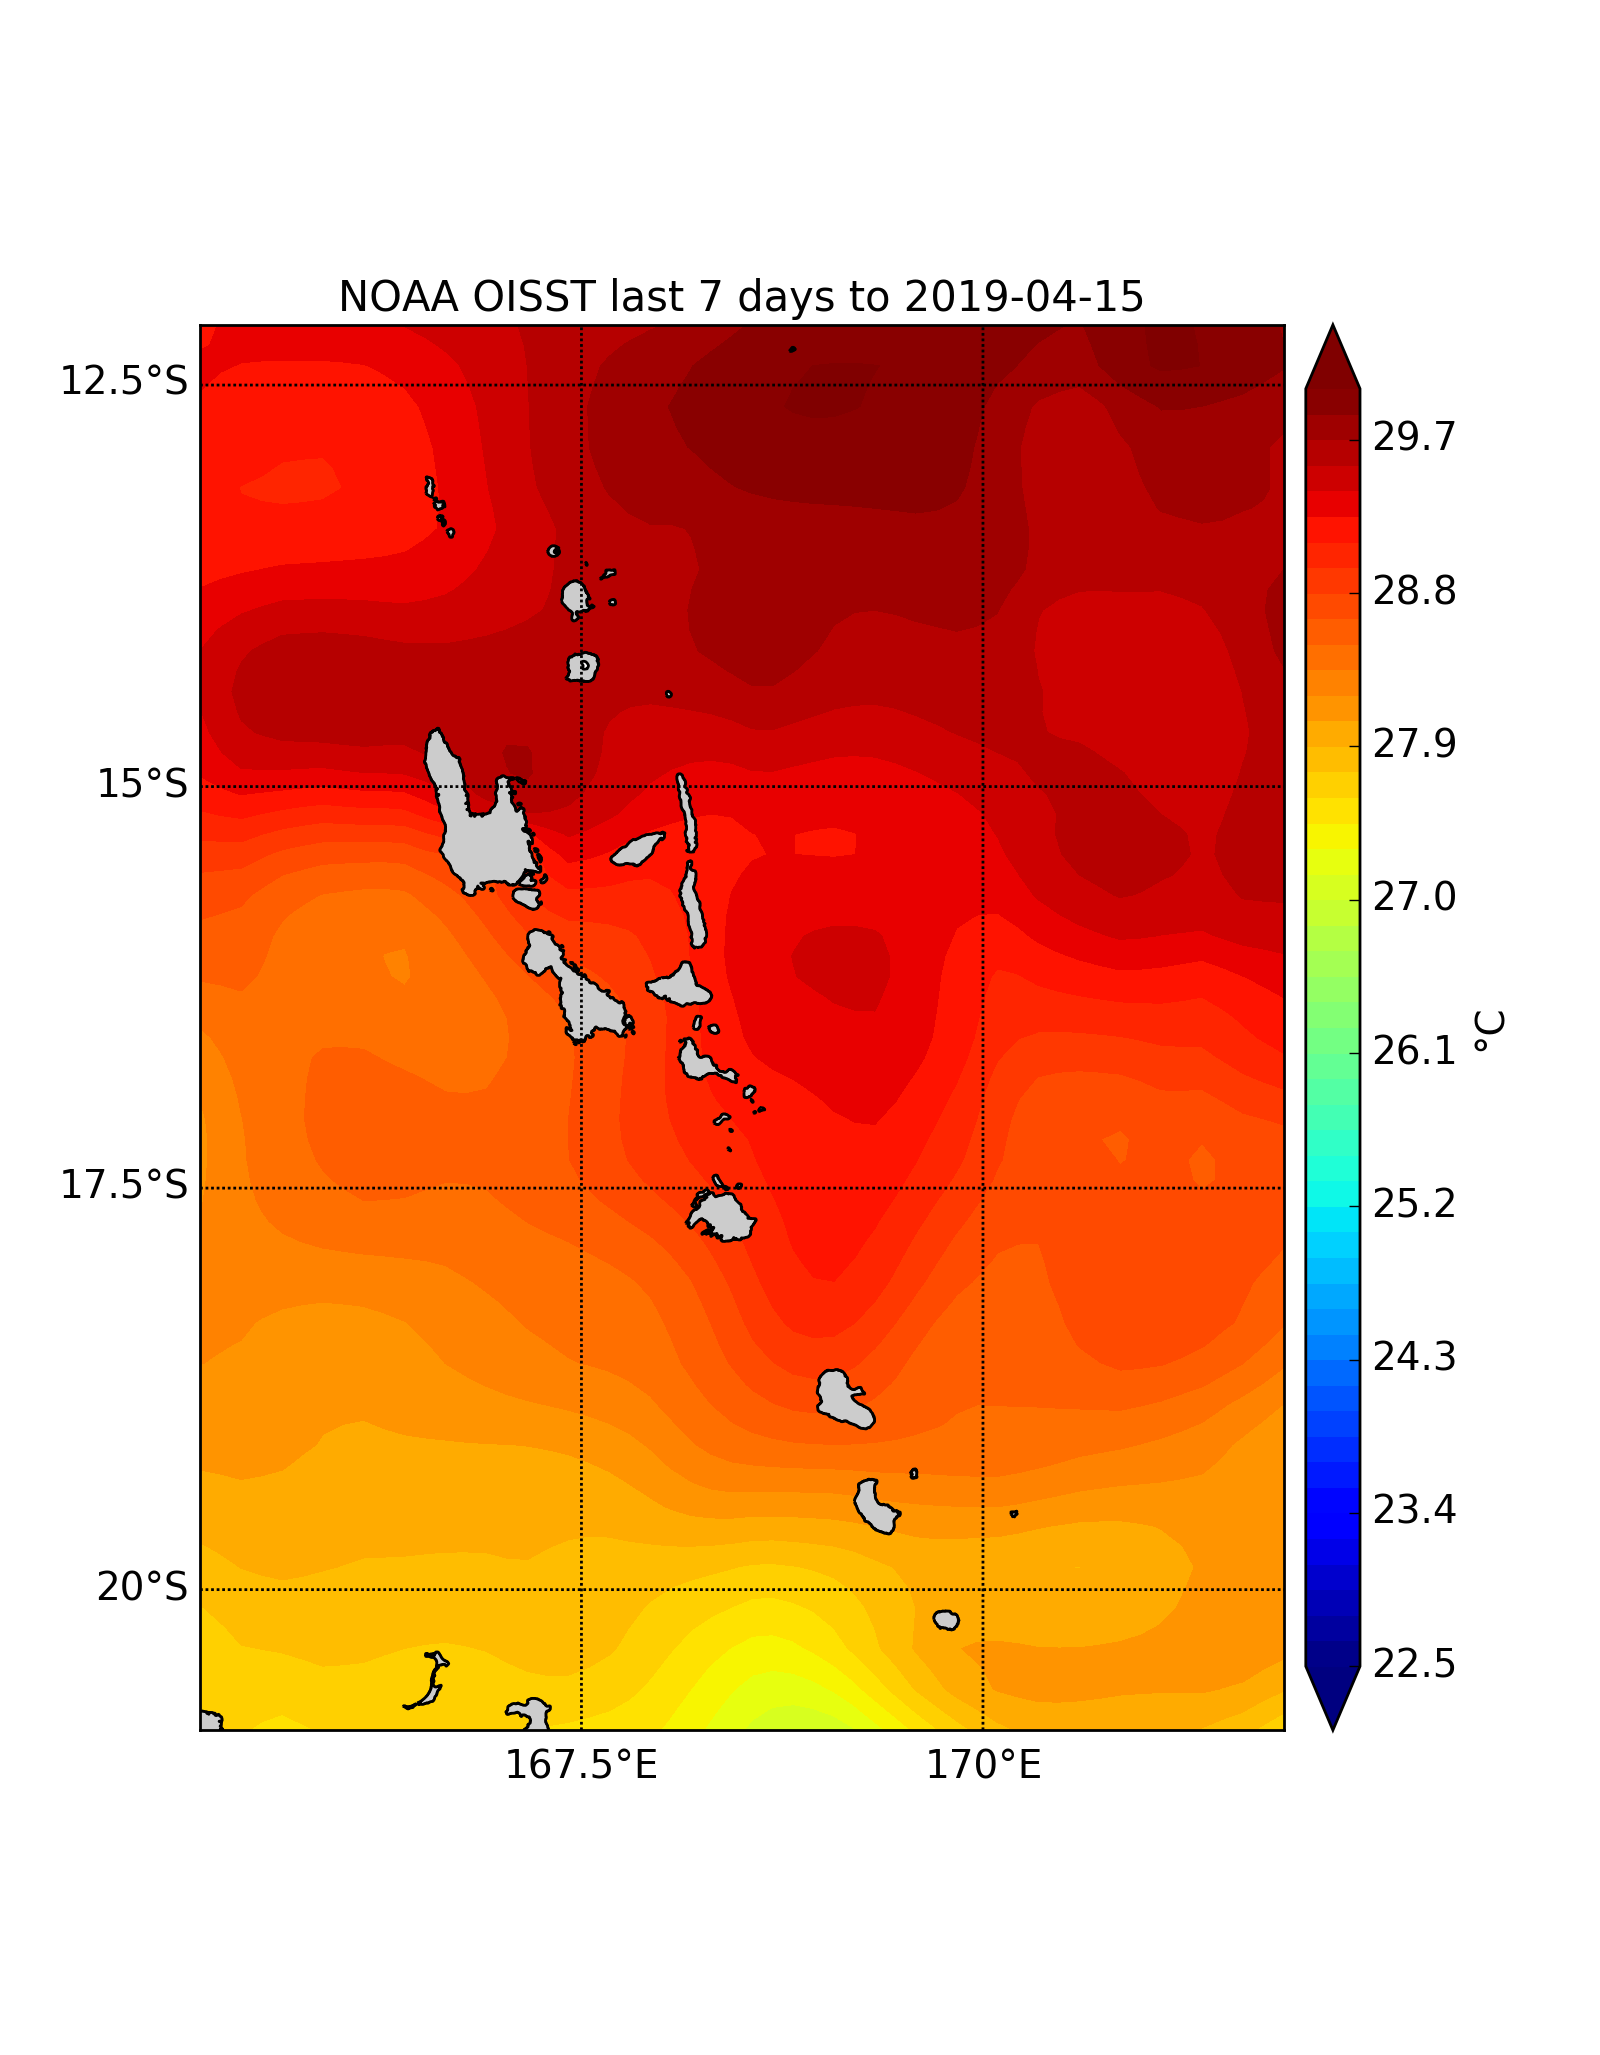 NOAA OISST last 7 days to 2019-04-15
12.5°S
15°S
17.5°S
20°S
167.5°E
170°E
29.7
28.8
27.9
27.0
26.1
25.2
24.3
23.4
22.5
°C